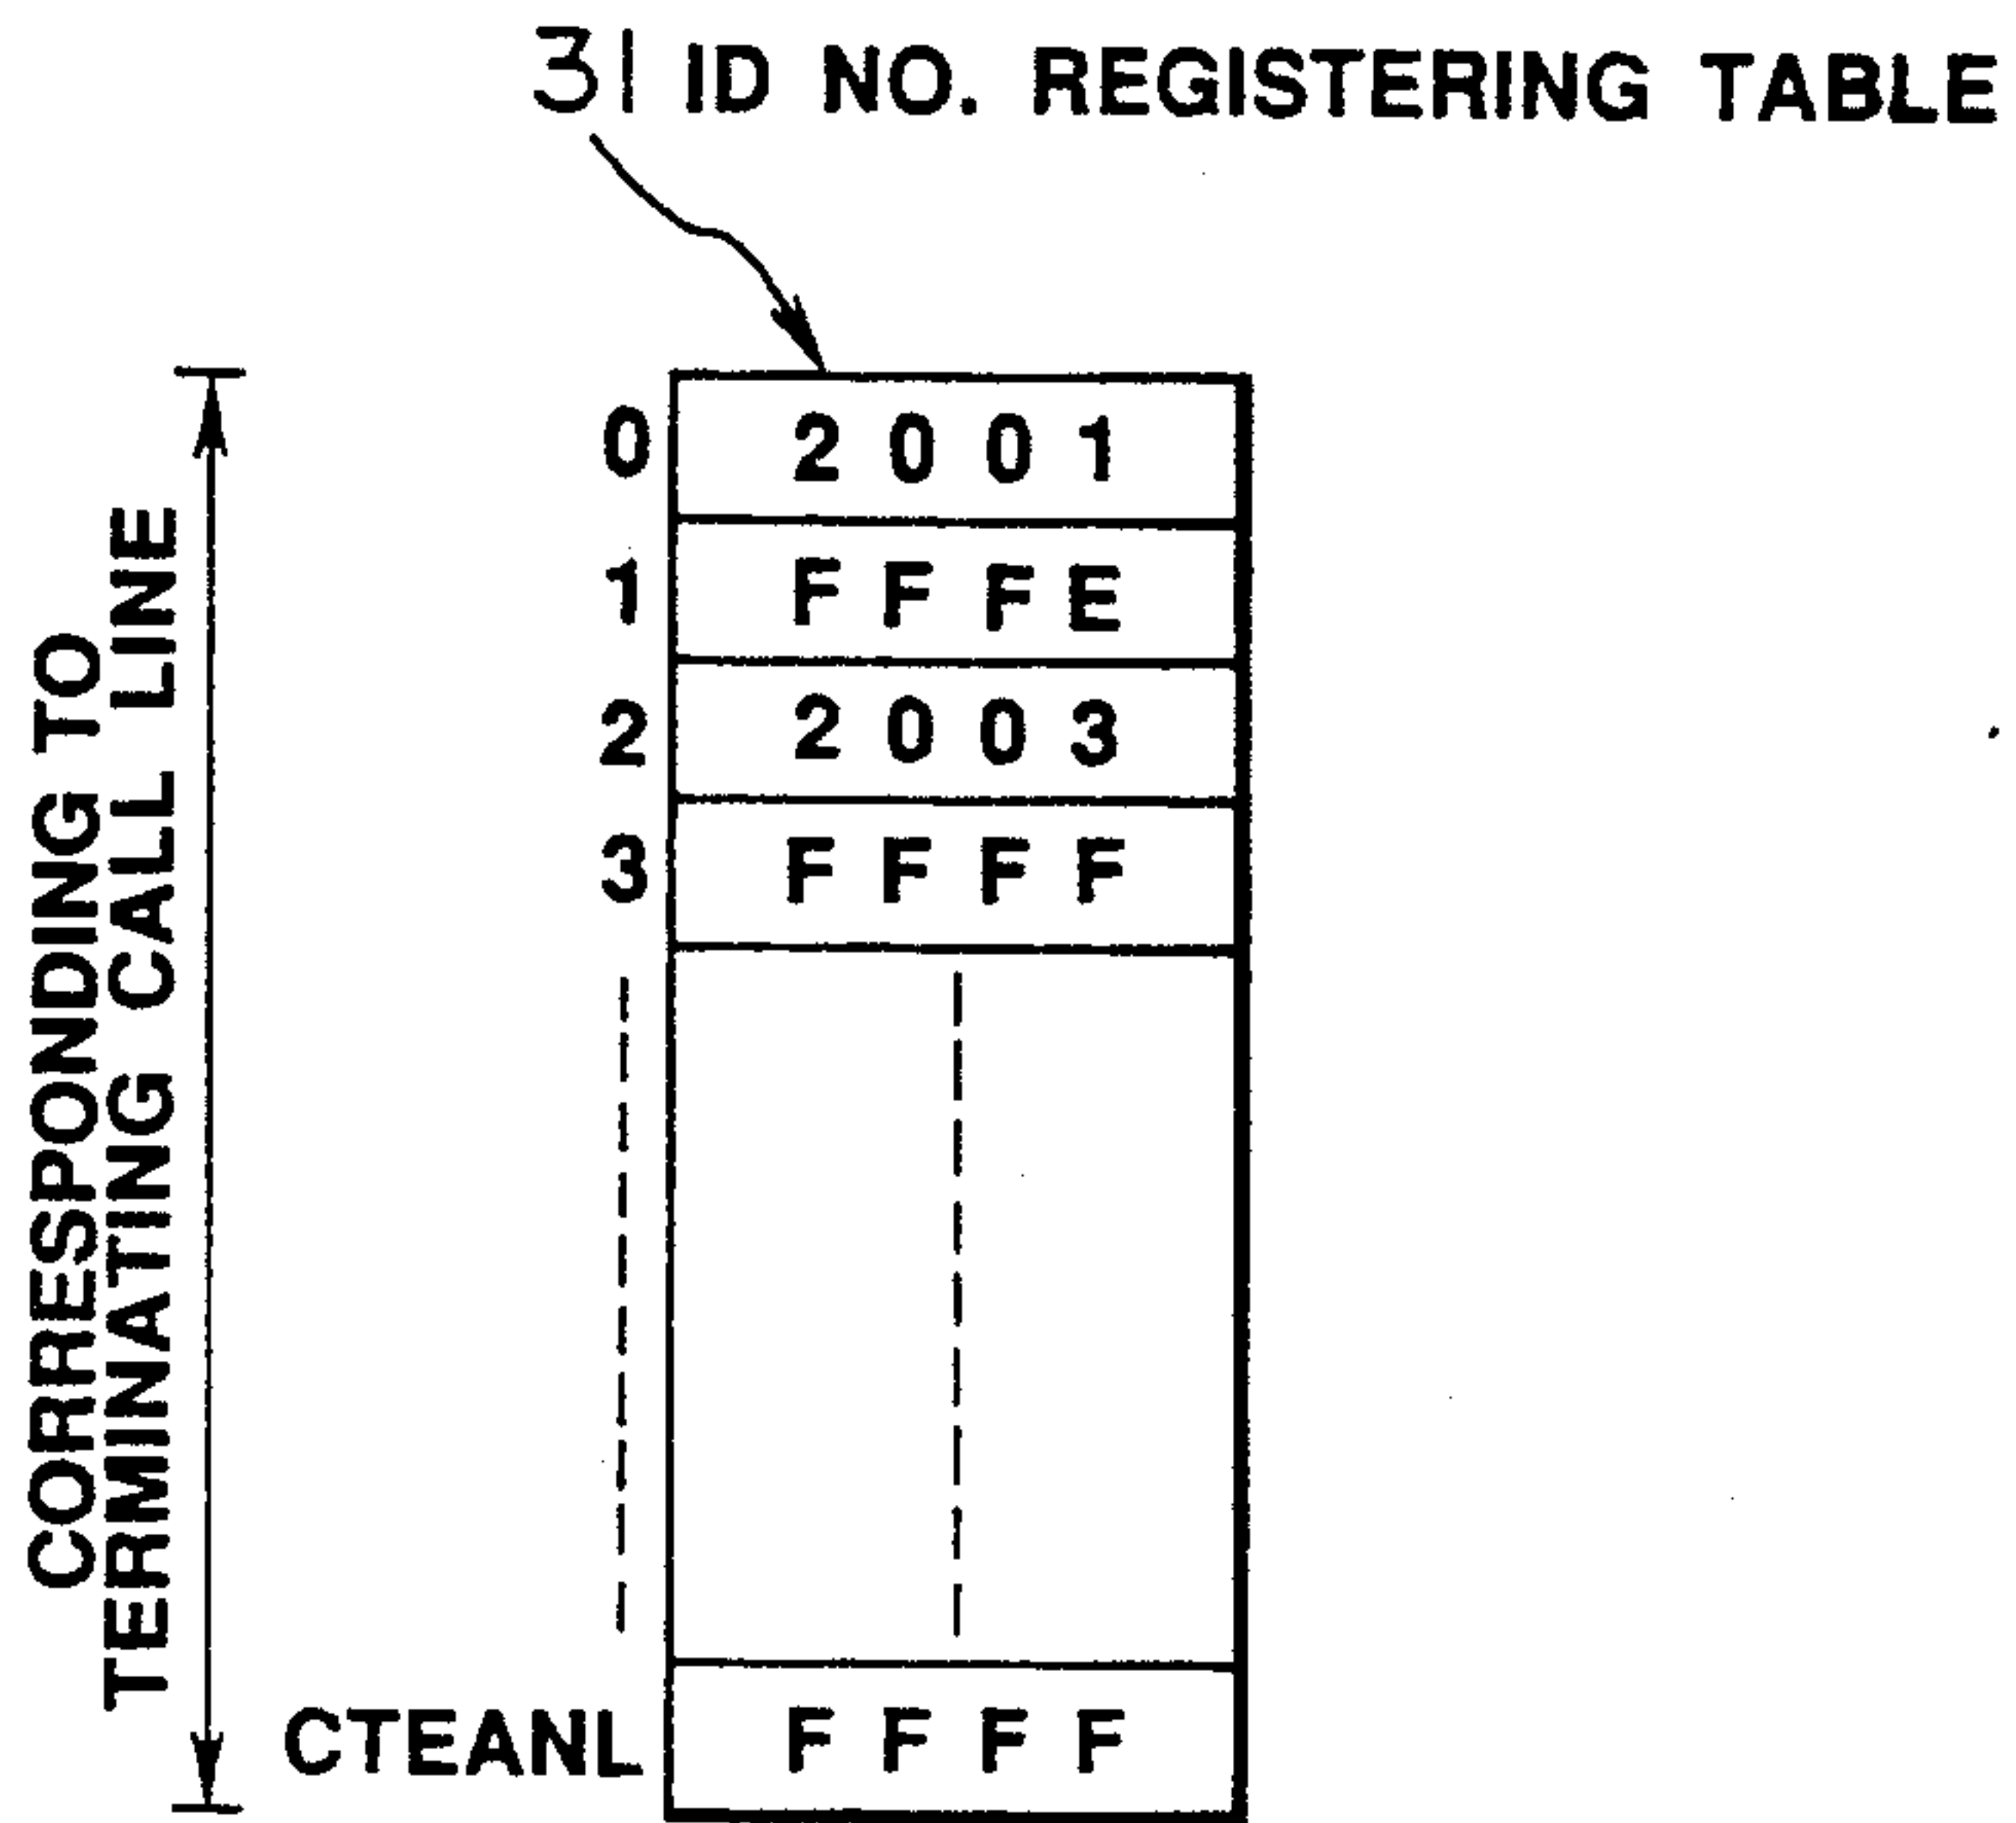 31 ID NO. REGISTERING TABLE
CORRESPONDING TO
TERMINATING CALL LINE
0 2001
1 FFFE
2 2003
3 FFFF
CTEANL FFFF